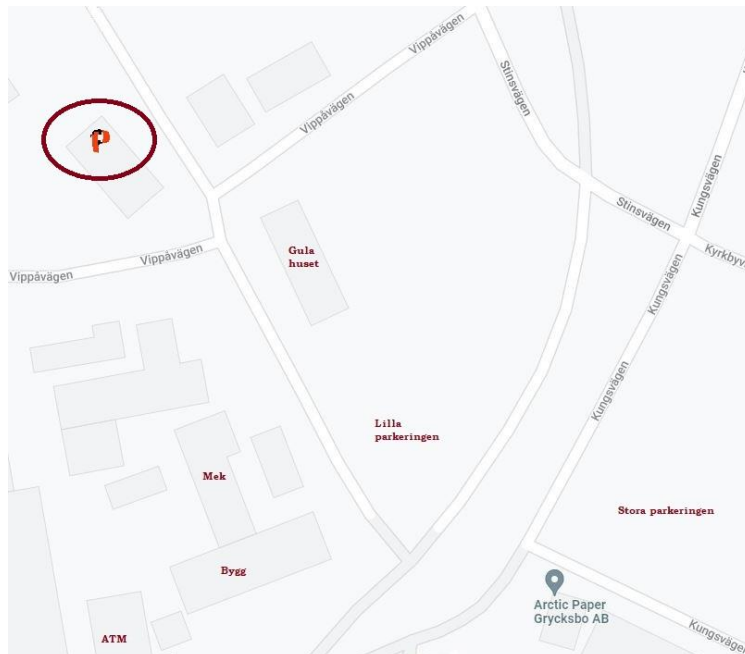 Vippåvägen
Vippåvägen
Stinsvägen
P
Stinsvägen
Kungsvägen
Kyrkbyv
Vippåvägen
Vippåvägen
Gula
huset
Kungsvägen
Kungsvägen
Lilla
parkeringen
Mek
Stora parkeringen
Bygg
Arctic Paper
Grycksbo AB
Kungsvägen
ATM